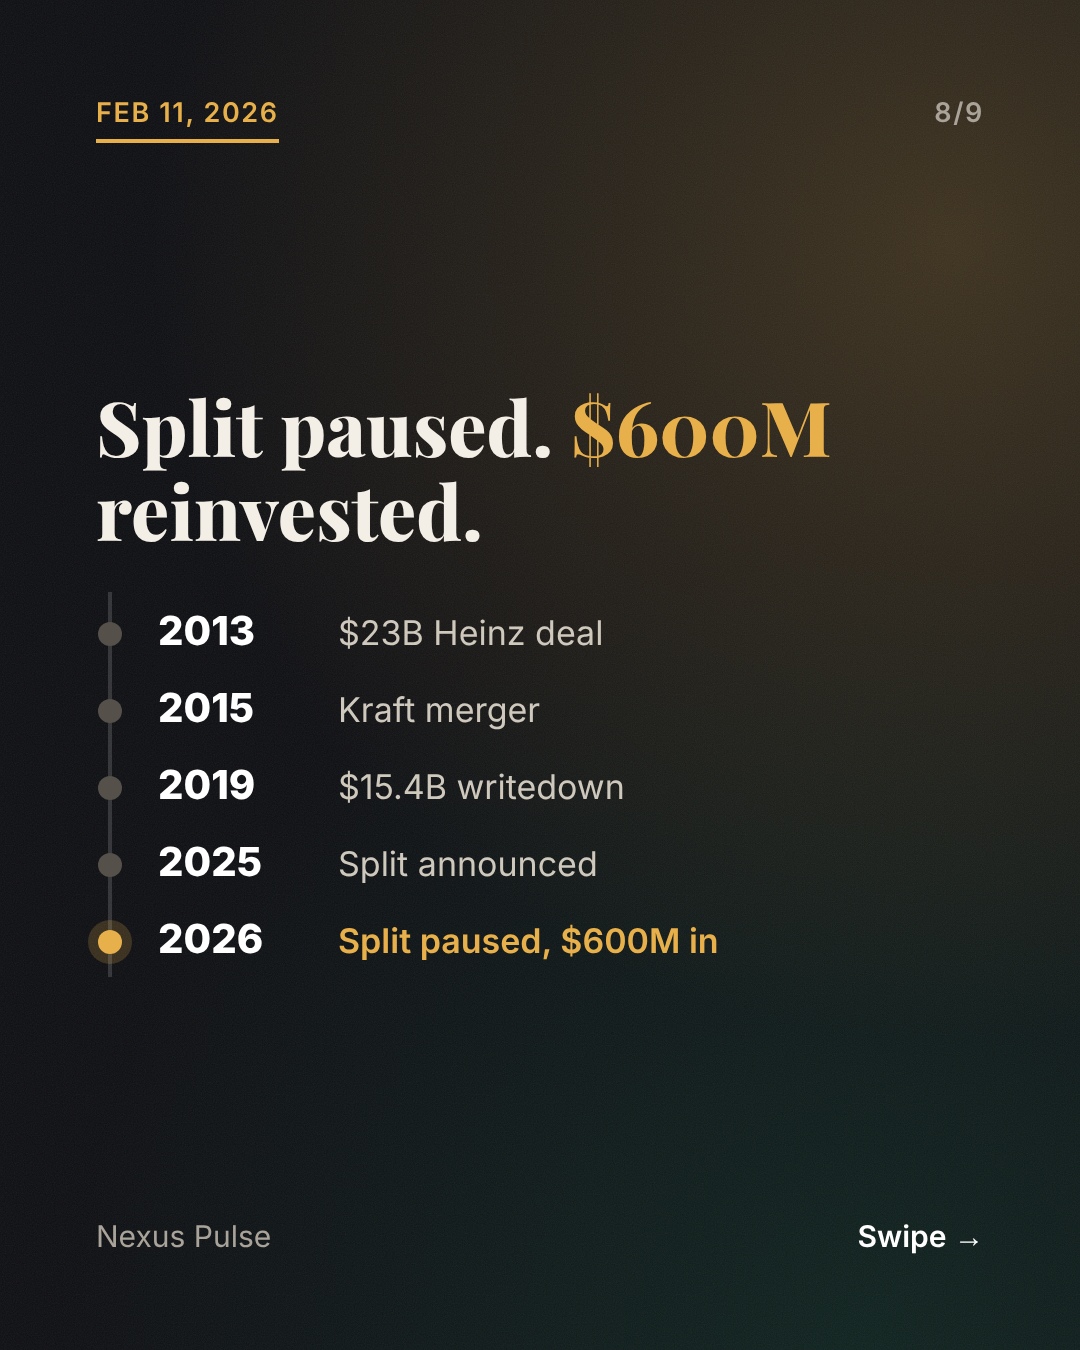 FEB 11, 2026
8/9
Split paused. $600M
reinvested.
2013 $23B Heinz deal
2015 Kraft merger
2019 $15.4B writedown
2025 Split announced
2026 Split paused, $600M in
Nexus Pulse
Swipe →